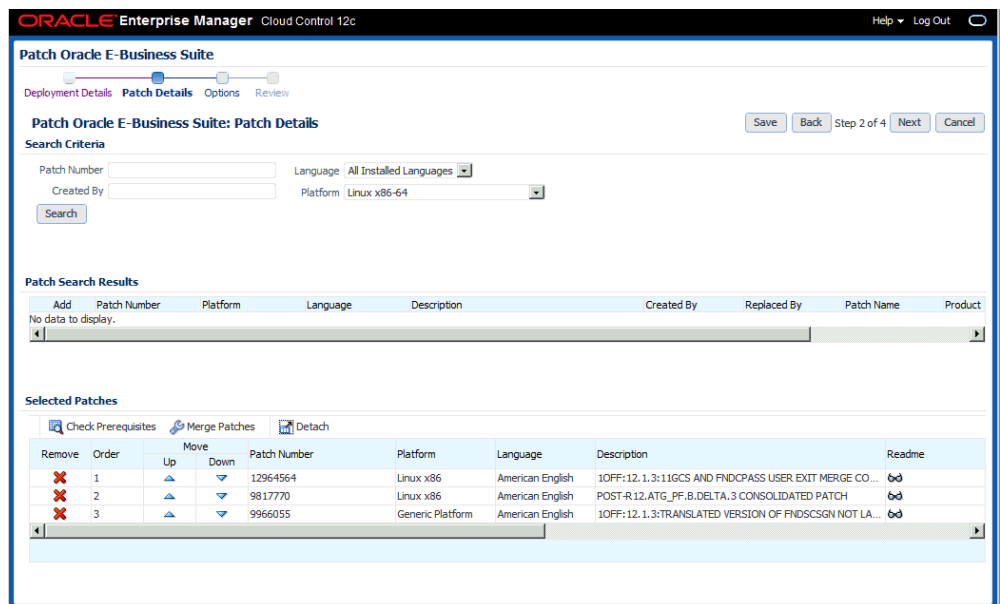 ORACLE Enterprise Manager Cloud Control 12c Help Log Out
Patch Oracle E-Business Suite
Deployment Details Patch Details Options Review
Patch Oracle E-Business Suite: Patch Details Save Back Step 2 of 4 Next Cancel
Search Criteria
Patch Number Language All Installed Languages
Created By Platform Linux x86-64
Search
Patch Search Results
Add Patch Number Platform Language Description Created By Replaced By Patch Name Product
No data to display.
Selected Patches
Check Prerequisites Merge Patches Detach
Remove Order Move Up Down Patch Number Platform Language Description Readme
1 12964564 Linux x86 American English 1OFF:12.1.3:11GCS AND FNDCPASS USER EXIT MERGE CO...
2 9817770 Linux x86 American English POST-R12.ATG_PF.B.DELTA.3 CONSOLIDATED PATCH
3 9966055 Generic Platform American English 1OFF:12.1.3:TRANSLATED VERSION OF FNDSCSGN NOT LA...